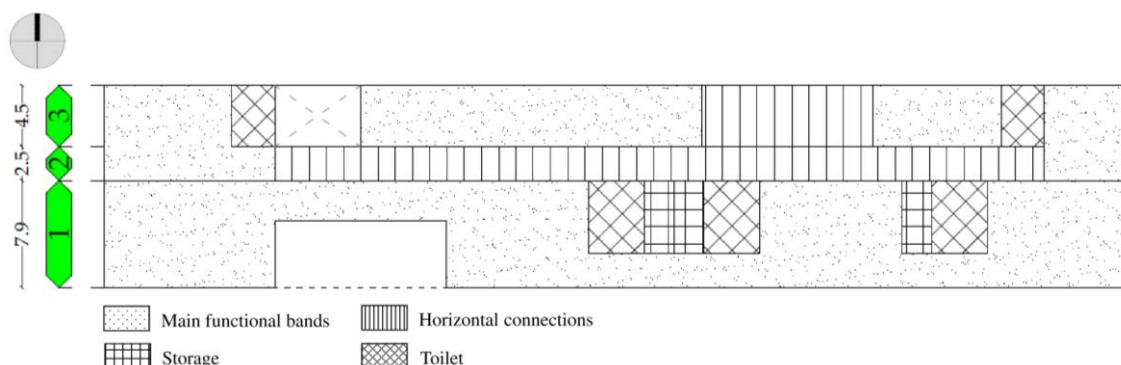 4.5
3
2.5
2
7.9
1
Main functional bands
Horizontal connections
Storage
Toilet